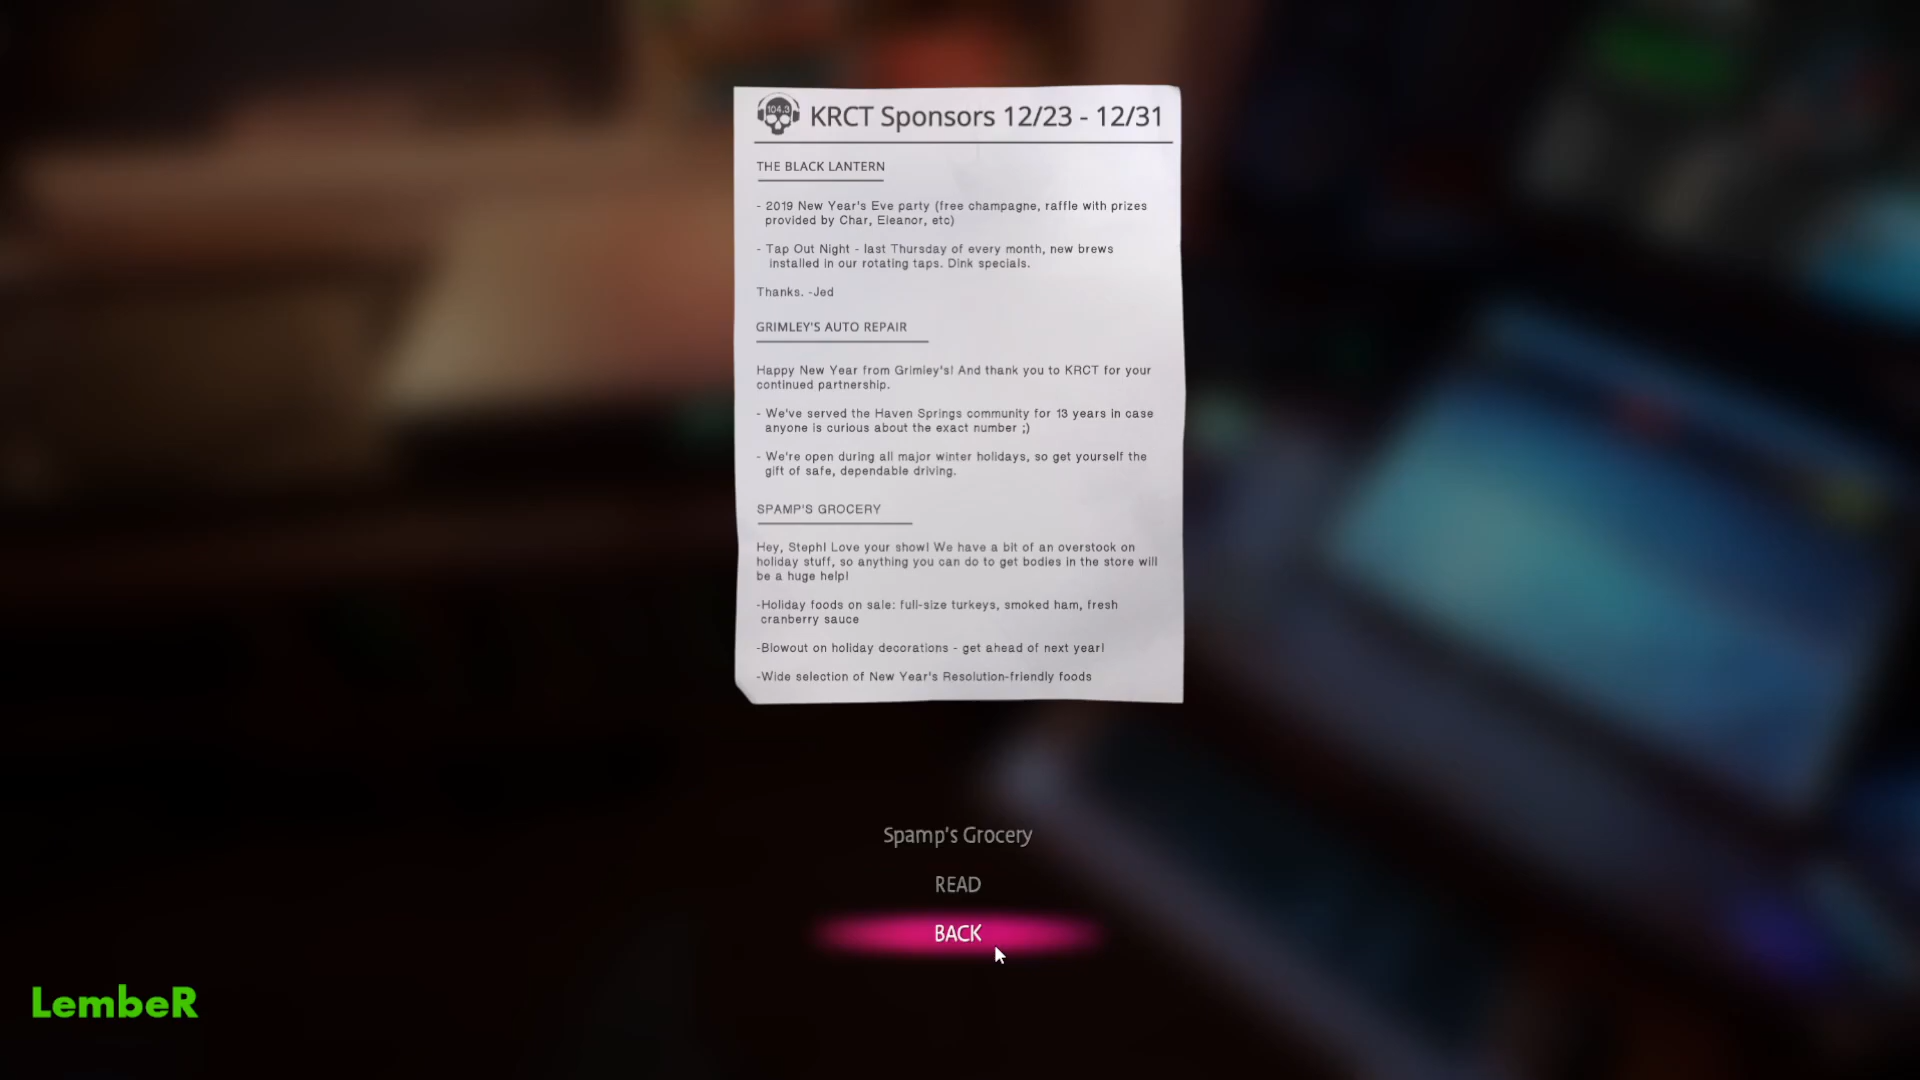 104.3
KRCT Sponsors 12/23 - 12/31
THE BLACK LANTERN
- 2019 New Year's Eve party (free champagne, raffle with prizes
provided by Char, Eleanor, etc)
- Tap Out Night - last Thursday of every month, new brews
installed in our rotating taps. Dink specials.
Thanks. -Jed
GRIMLEY'S AUTO REPAIR
Happy New Year from Grimley's! And thank you to KRCT for your
continued partnership.
- We've served the Haven Springs community for 13 years in case
anyone is curious about the exact number ;)
- We're open during all major winter holidays, so get yourself the
gift of safe, dependable driving.
SPAMP'S GROCERY
Hey, Steph! Love your show! We have a bit of an overstock on
holiday stuff, so anything you can do to get bodies in the store will
be a huge help!
-Holiday foods on sale: full-size turkeys, smoked ham, fresh
cranberry sauce
-Blowout on holiday decorations - get ahead of next year!
-Wide selection of New Year's Resolution-friendly foods
Spamp's Grocery
READ
BACK
LembeR